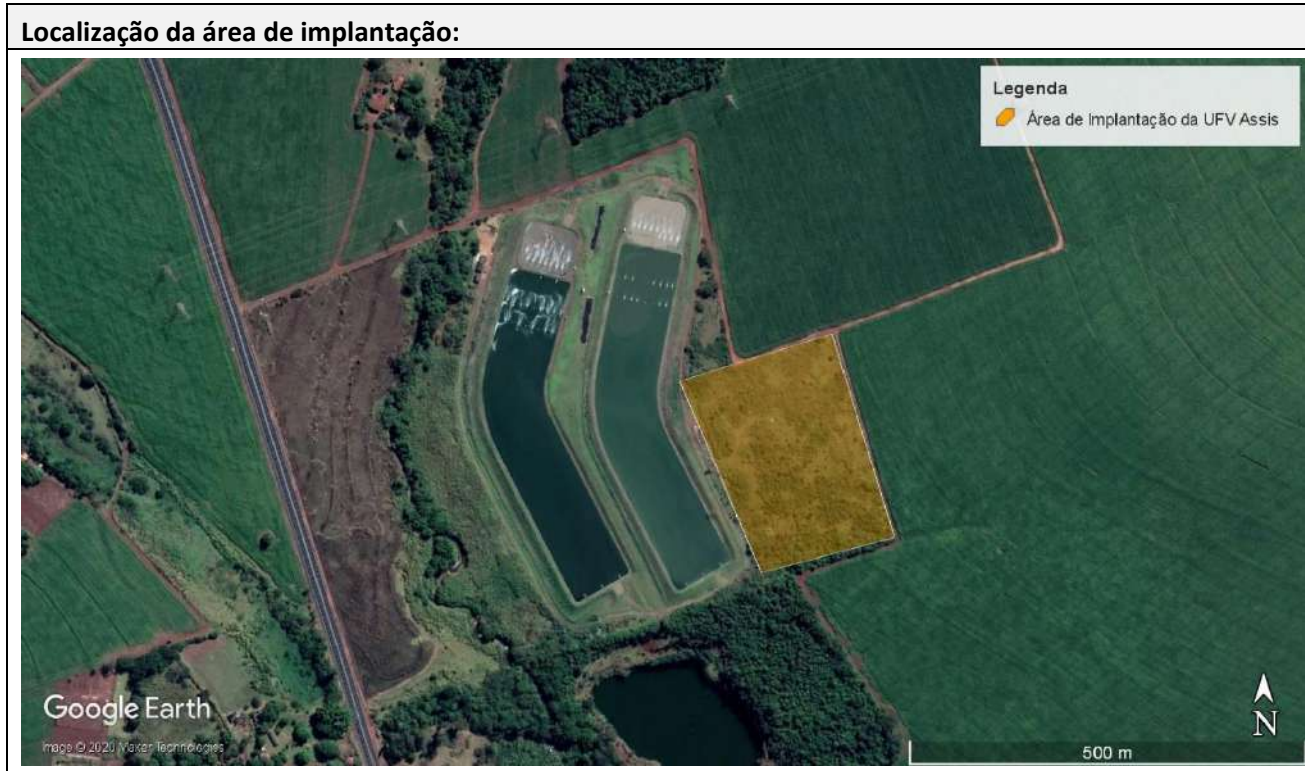 Localização da área de implantação:
Legenda
Área de Implantação da UFV Assis
Google Earth
Image © 2020 Maxar Technologies
N
500 m